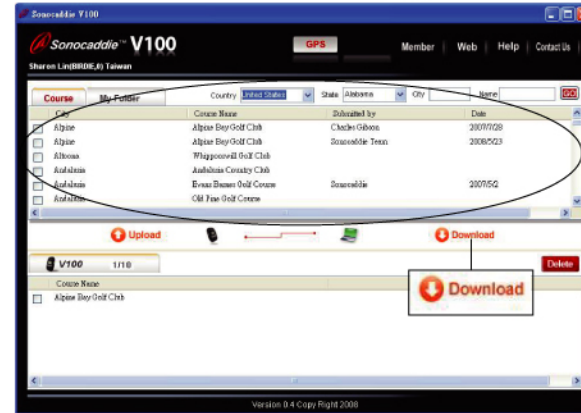 Sonocaddie V100
Sonocaddie™ V100
GPS
Member Web Help Contact Us
Sharon Lin(BIRDIE,0) Taiwan
Course My Folder Country United States State Alabama City Name GO
City Course Name Submitted by Date
Alpine Alpine Bay Golf Club Charles Gibson 2007/7/28
Alpine Alpine Bay Golf Club Sonocaddie Team 2008/5/23
Altoona Whipporwill Golf Club
Andalusia Andalusia Country Club
Andalusia Evans Barnes Golf Course Sonocaddie 2007/5/2
Andalusia Old Pine Golf Course
Upload Download
V100 1/10 Delete
Course Name
Download
Alpine Bay Golf Club
Version 0.4 Copy Right 2008